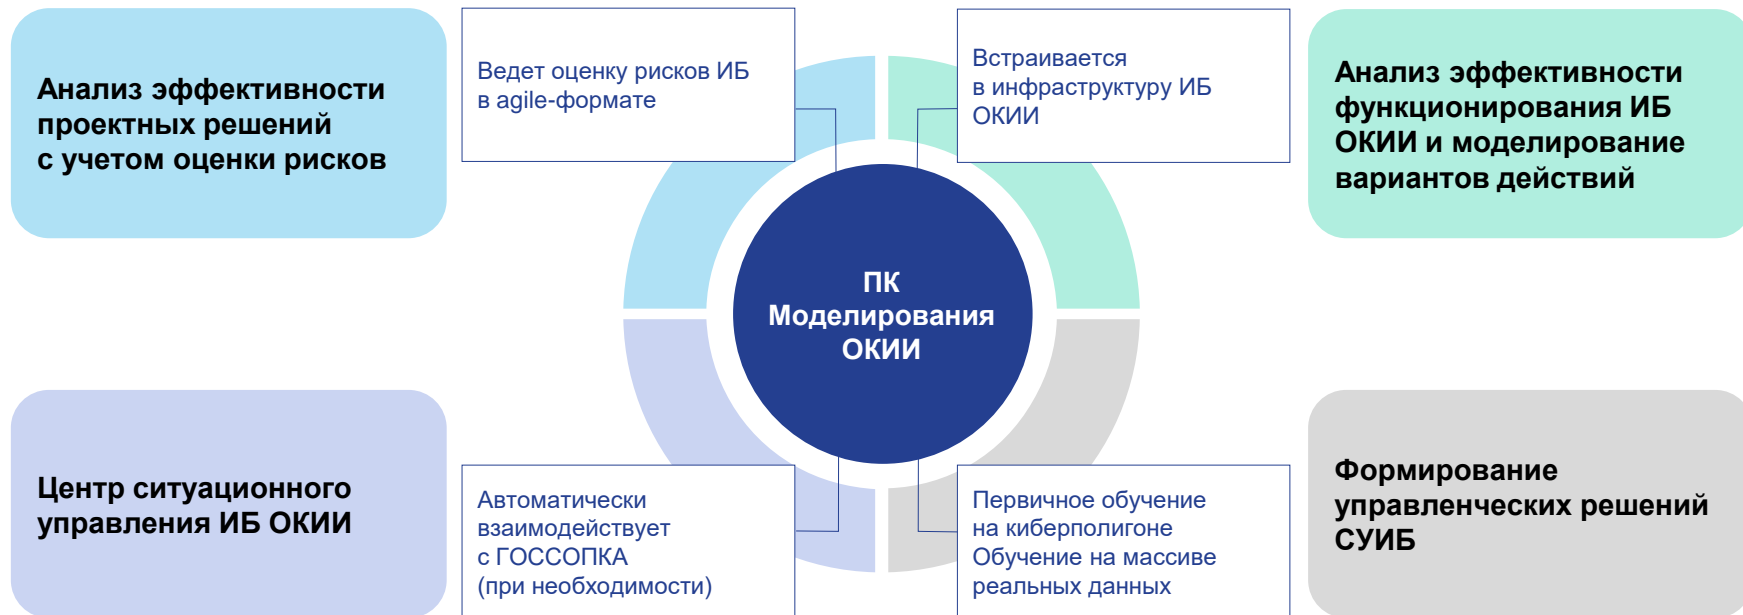 Анализ эффективности
проектных решений
с учетом оценки рисков
Ведет оценку рисков ИБ
в agile-формате
Встраивается
в инфраструктуру ИБ
ОКИИ
Анализ эффективности
функционирования ИБ
ОКИИ и моделирование
вариантов действий
ПК
Моделирования
ОКИИ
Центр ситуационного
управления ИБ ОКИИ
Автоматически
взаимодействует
с ГОССОПКА
(при необходимости)
Первичное обучение
на киберполигоне
Обучение на массиве
реальных данных
Формирование
управленческих решений
СУИБ